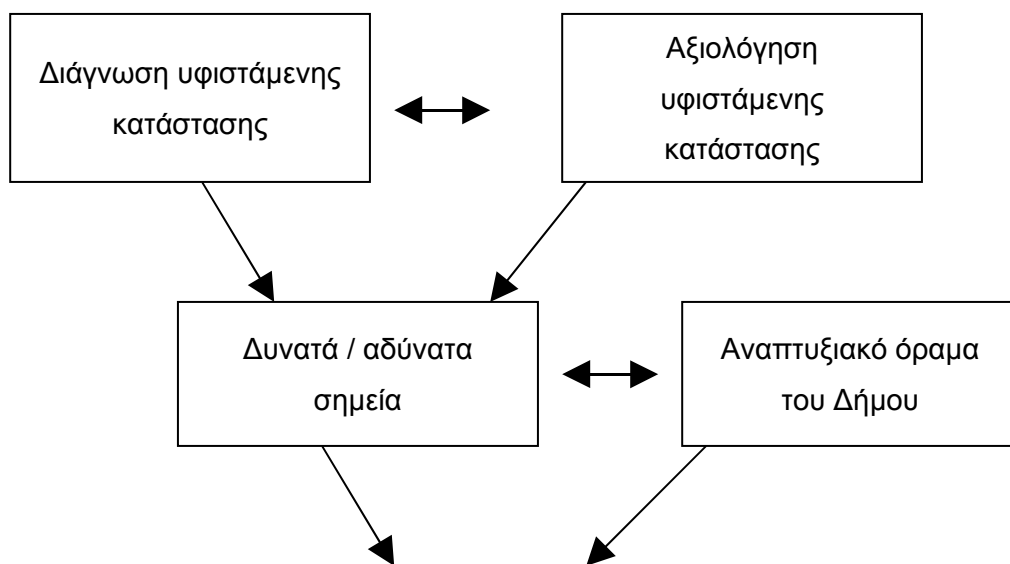 Διάγνωση υφιστάμενης
κατάστασης
Αξιολόγηση
υφιστάμενης
κατάστασης
Δυνατά / αδύνατα
σημεία
Αναπτυξιακό όραμα
του Δήμου